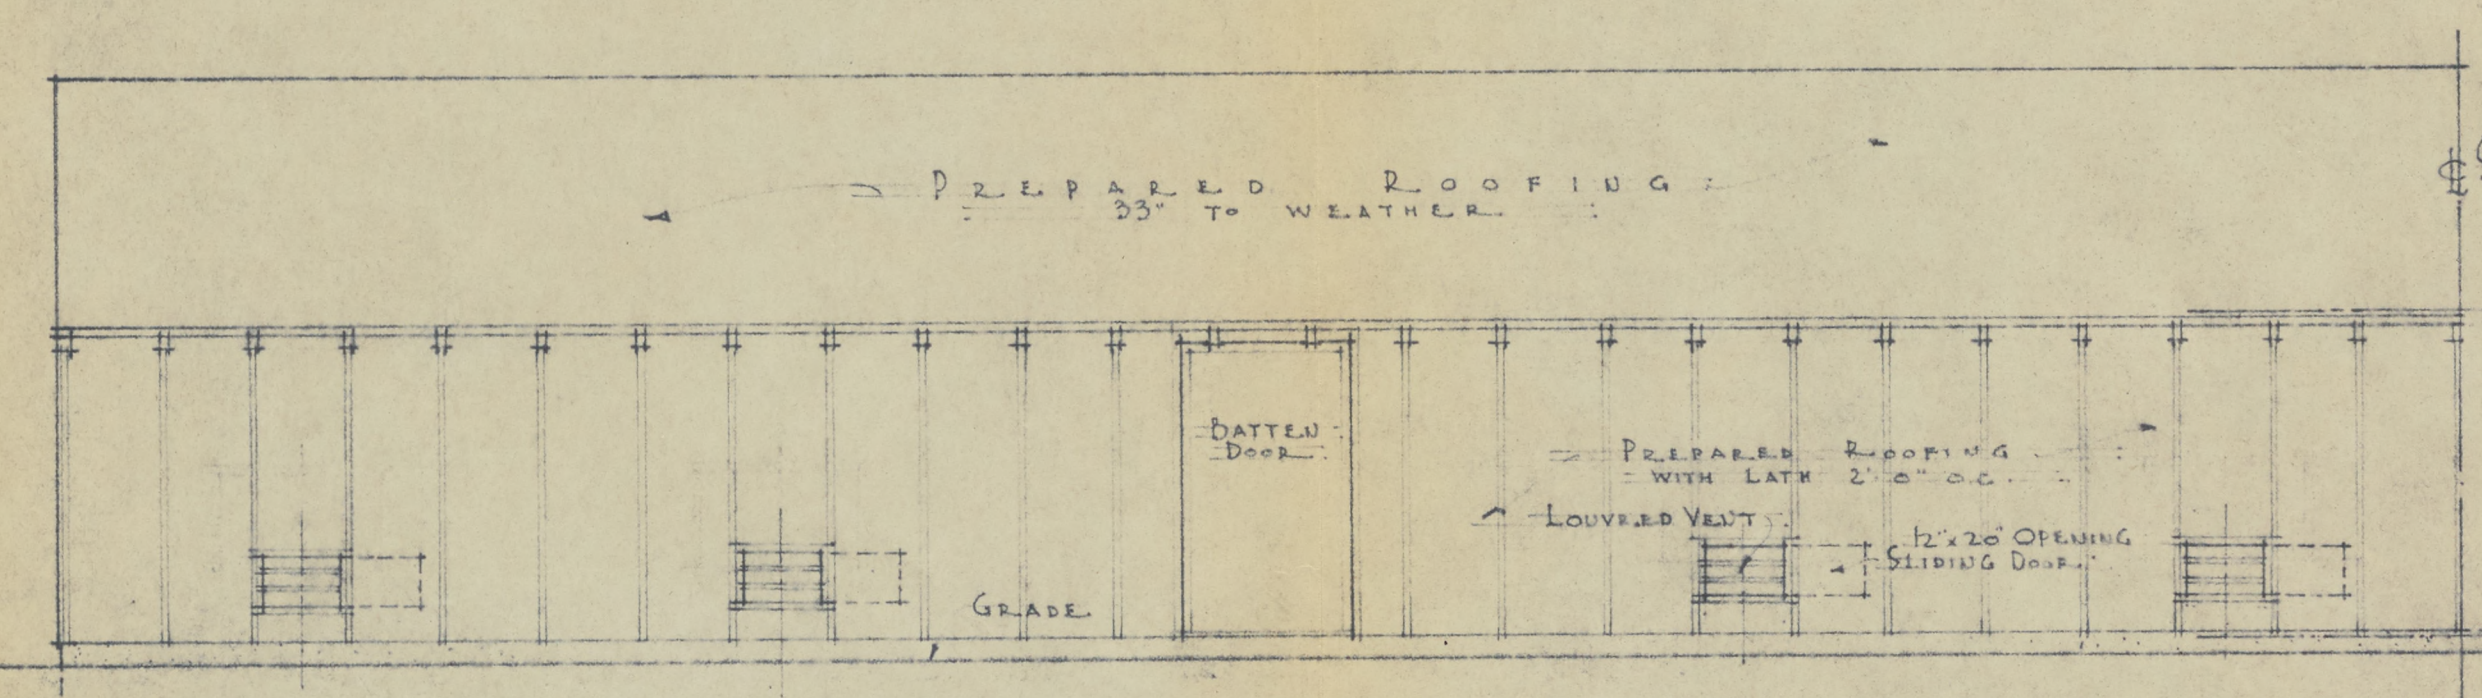 PREPARED ROOFING
33" TO WEATHER
BATTEN
DOOR
PREPARED ROOFING
WITH LATH 2'-0" O.C.
LOUVRED VENT
12"x20" OPENING
SLIDING DOOR
GRADE